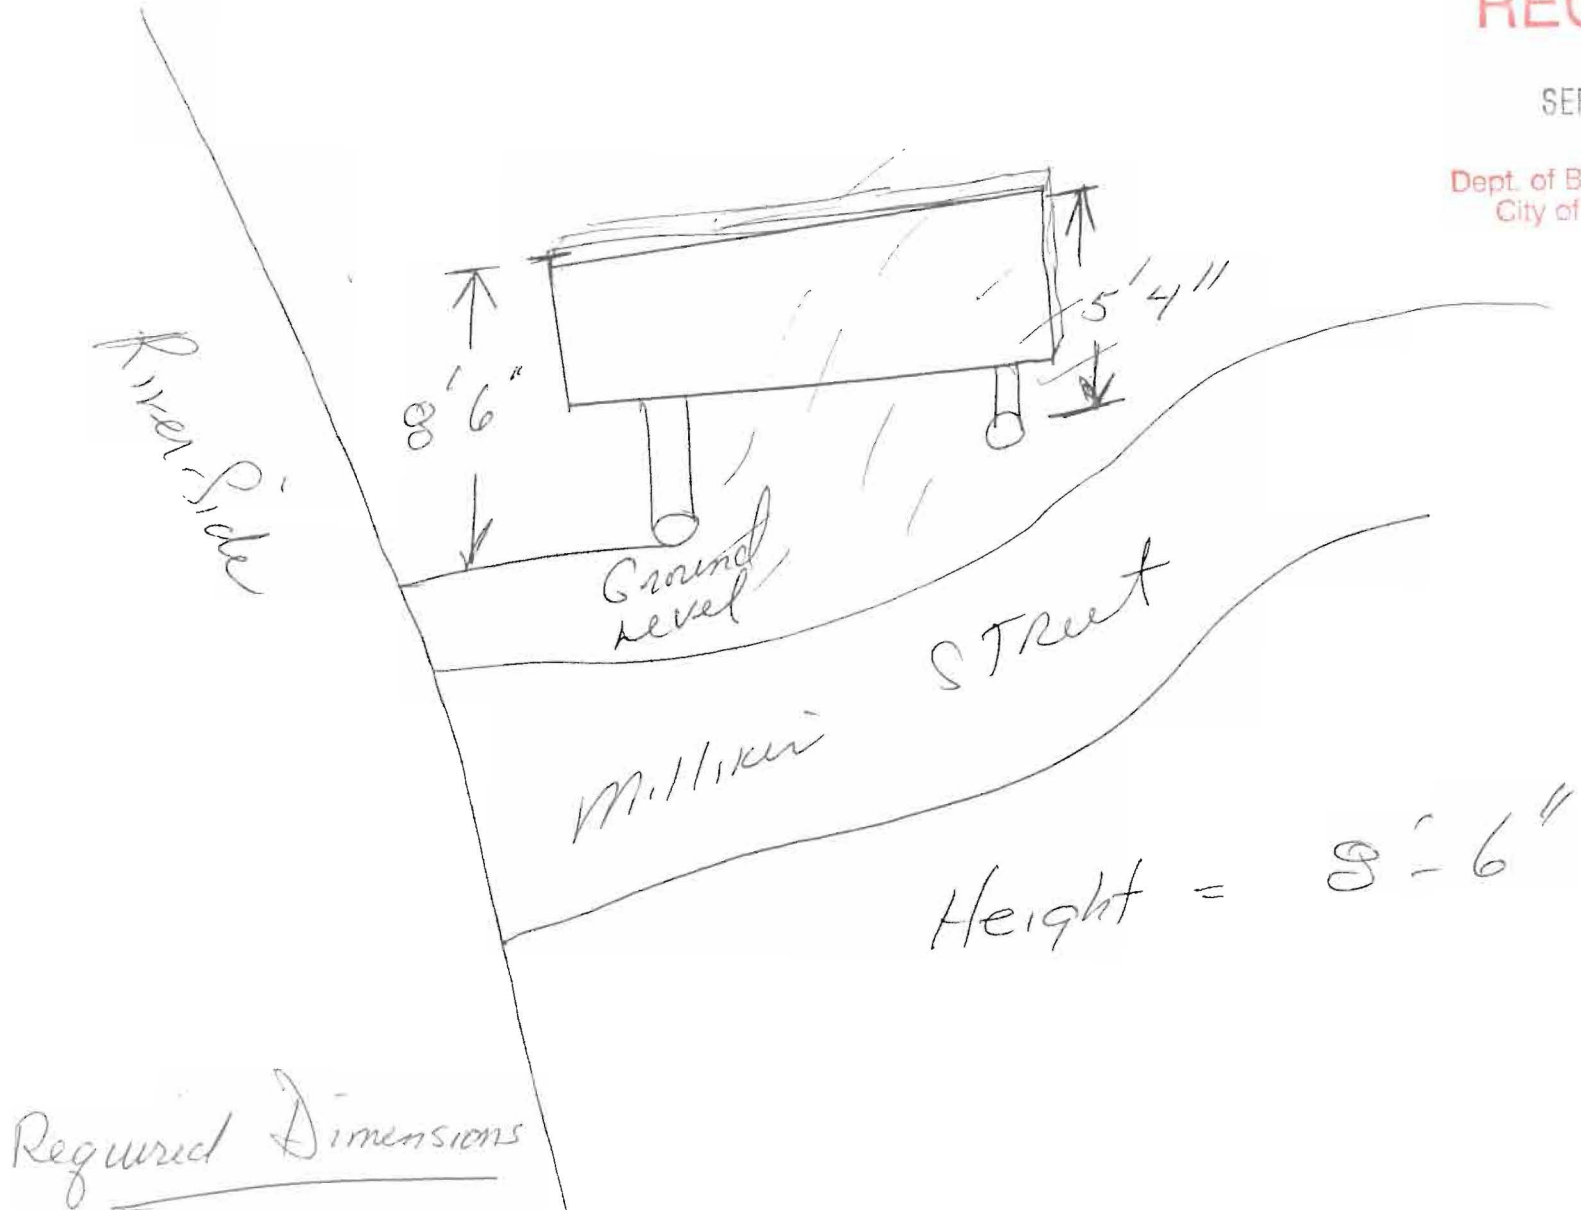 SE
Dept. of B
City of
5'4"
8'6"
River-Side
Ground
Level
STReet
Milliken
Height = 8'-6"
Required Dimensions